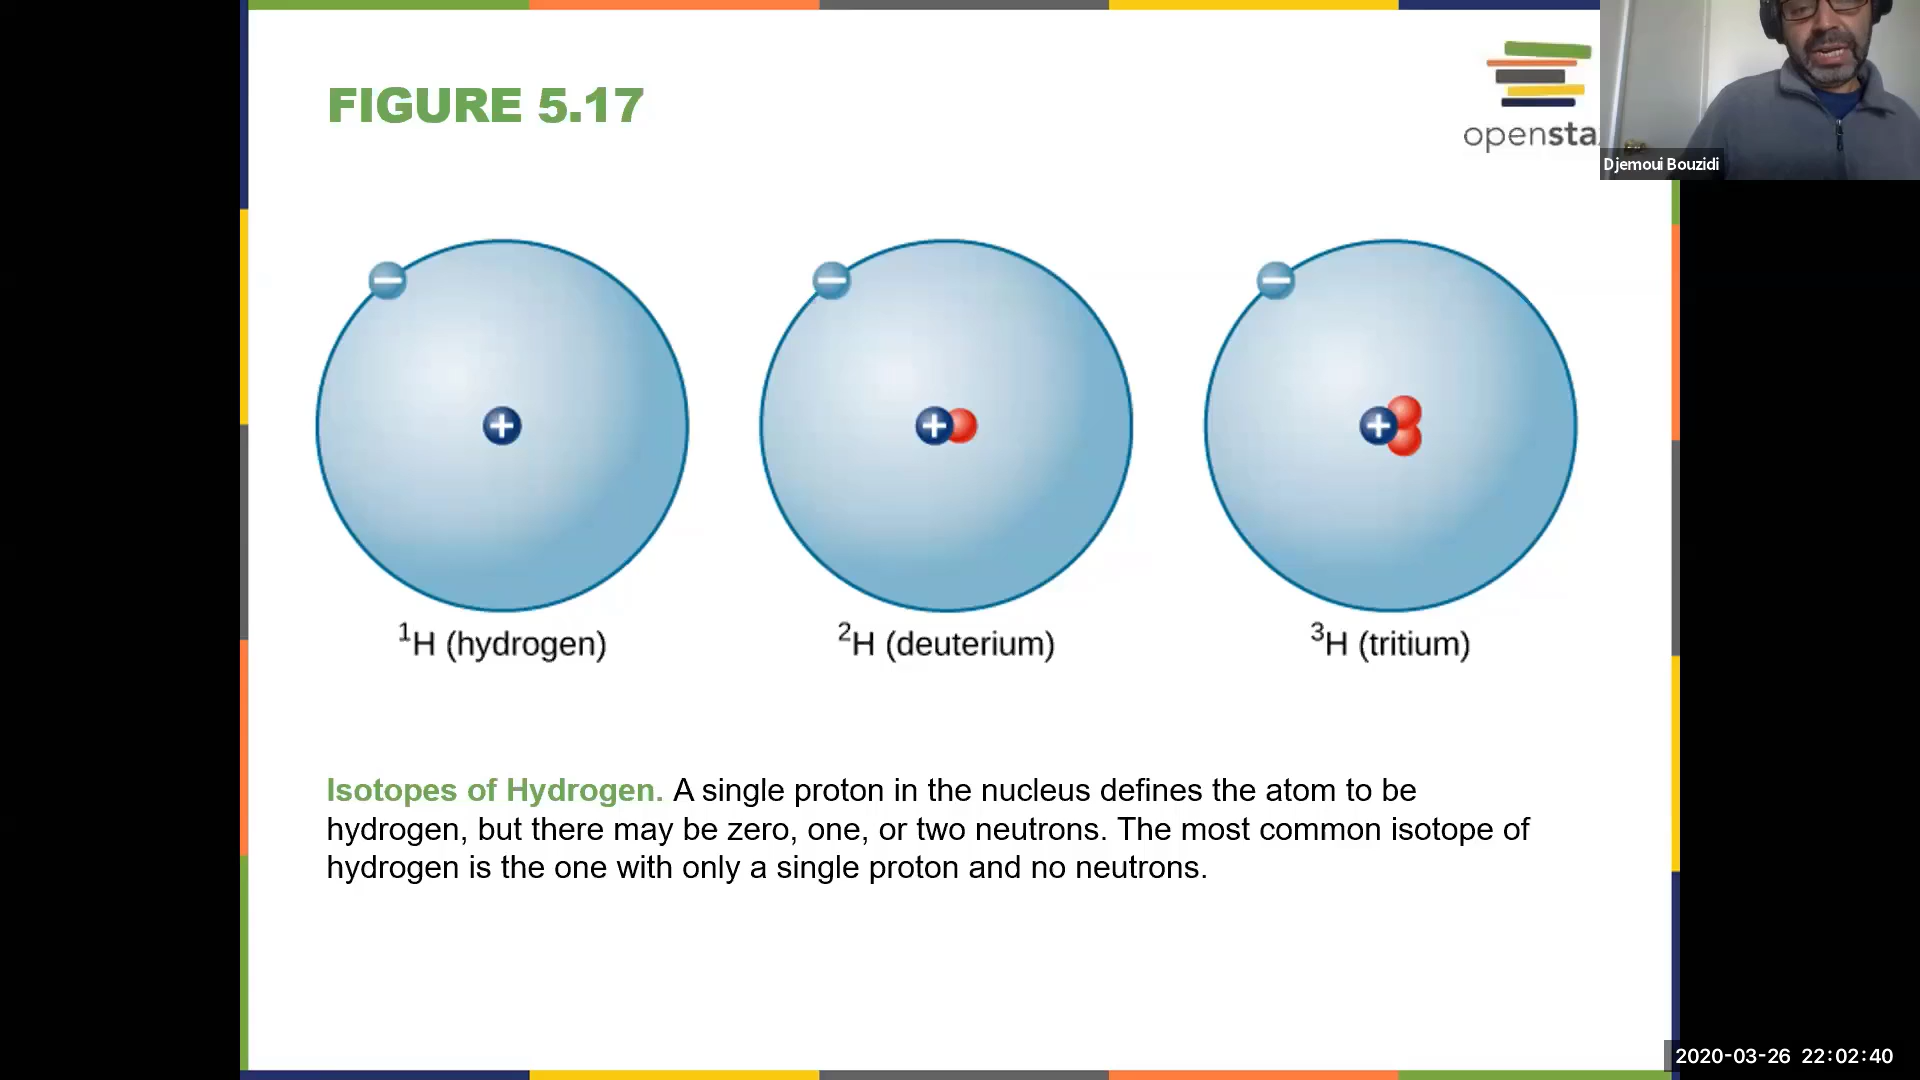 FIGURE 5.17
opensta
Djemoui Bouzidi
¹H (hydrogen)
²H (deuterium)
³H (tritium)
Isotopes of Hydrogen. A single proton in the nucleus defines the atom to be
hydrogen, but there may be zero, one, or two neutrons. The most common isotope of
hydrogen is the one with only a single proton and no neutrons.
2020-03-26 22:02:40